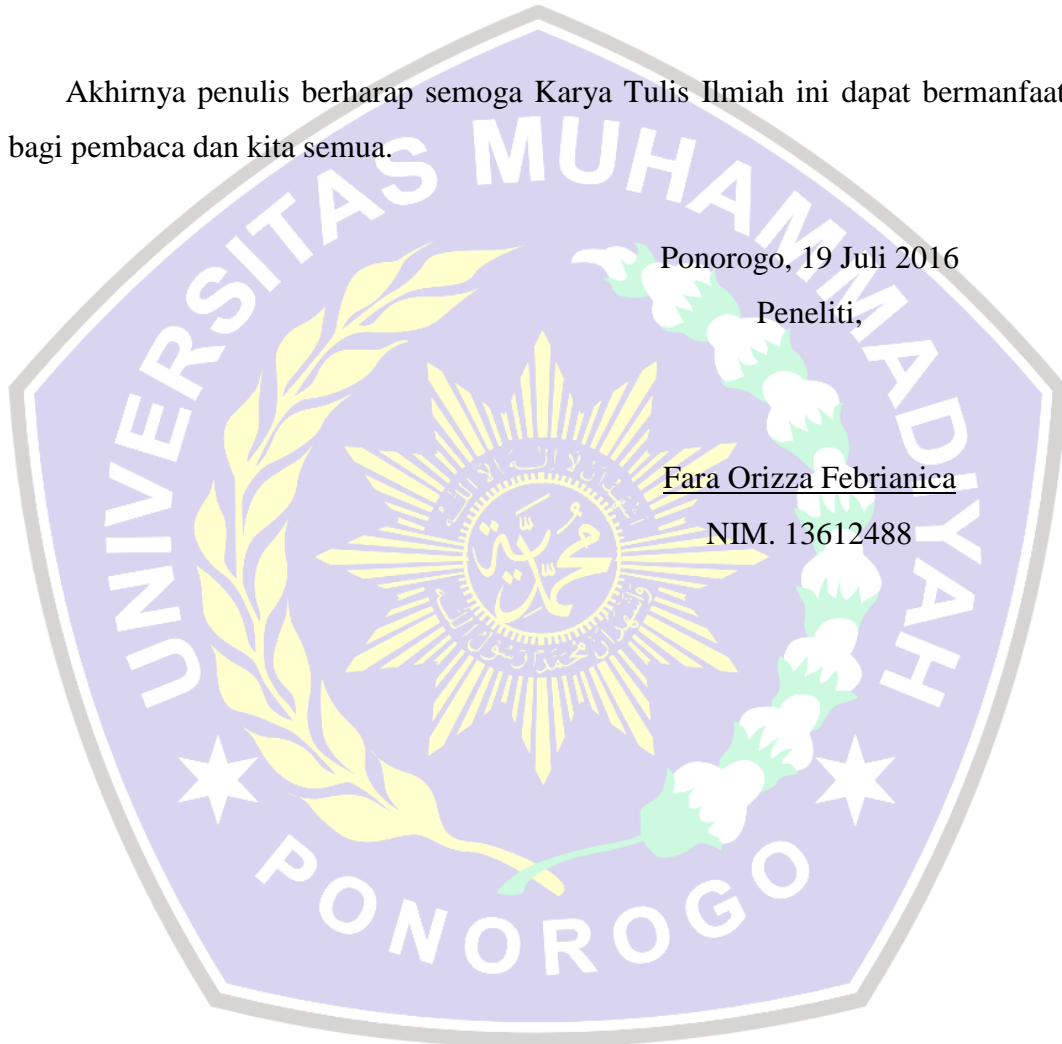 Akhirnya penulis berharap semoga Karya Tulis Ilmiah ini dapat bermanfaat
bagi pembaca dan kita semua.
Ponorogo, 19 Juli 2016
Peneliti,
Fara Orizza Febrianica
NIM. 13612488
UNIVERSITAS MUHAMMADIYAH
PONOROGO